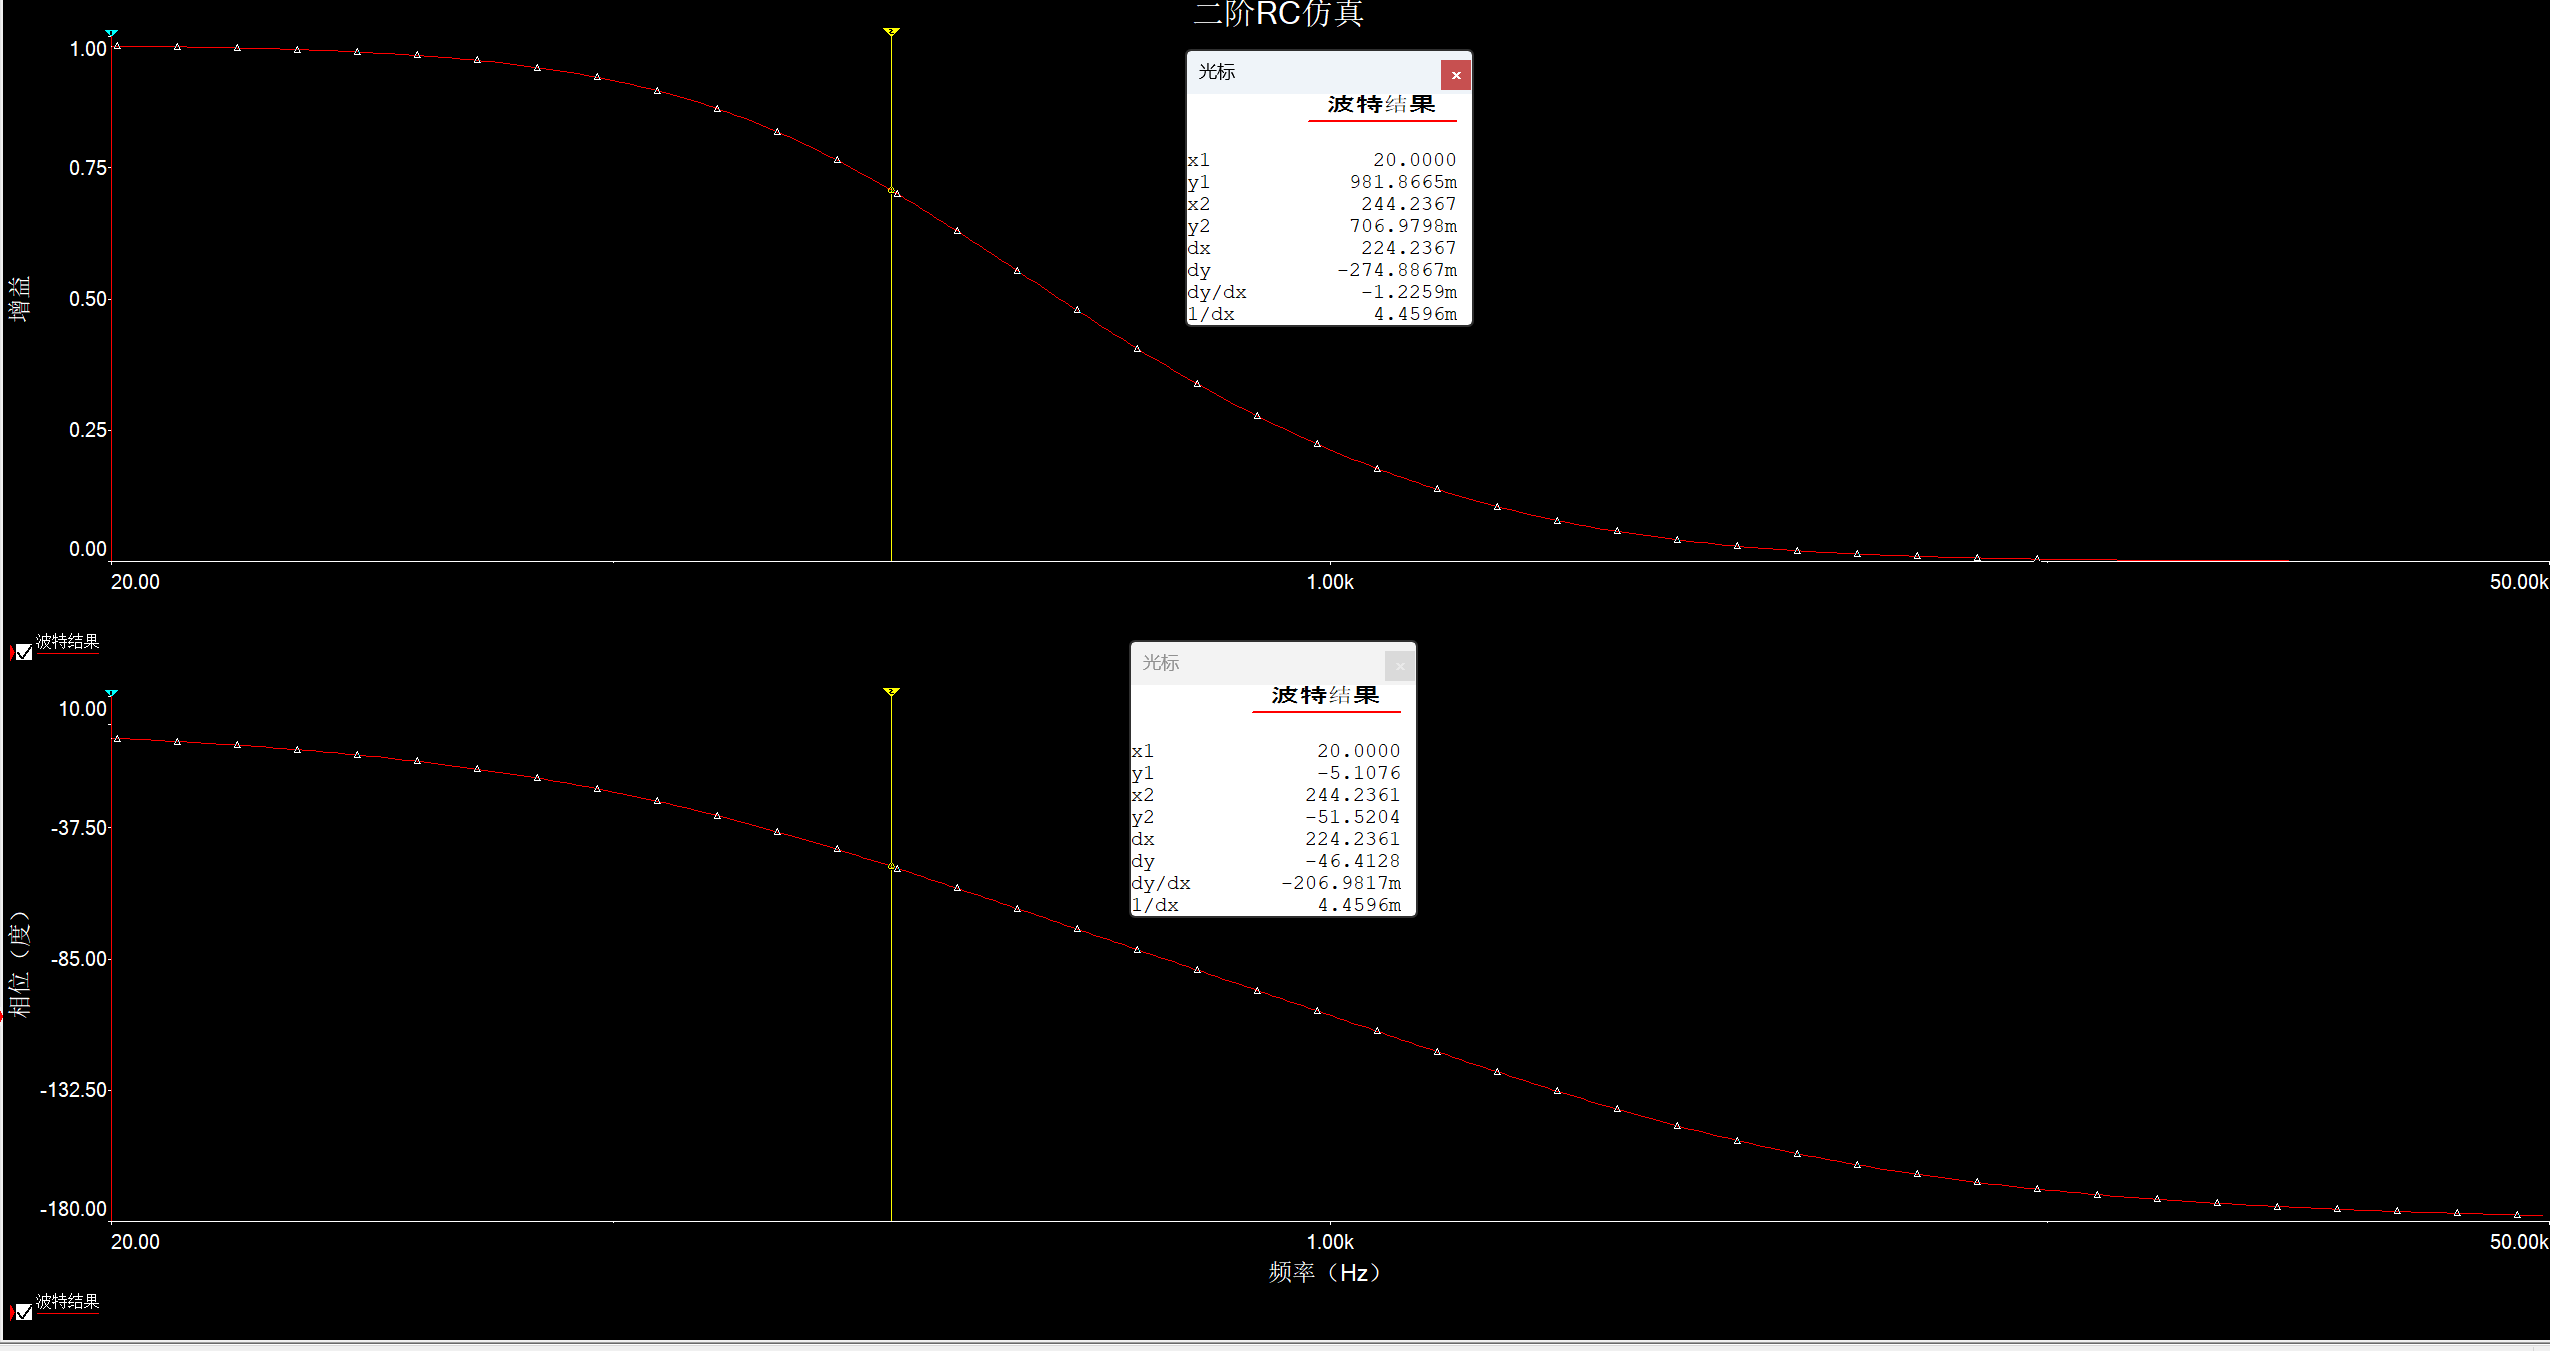 二阶RC仿真
1.00
0.75
0.50
0.25
0.00
增益
20.00
1.00k
50.00k
光标
波特结果
x1 20.0000
y1 981.8665m
x2 244.2367
y2 706.9798m
dx 224.2367
dy -274.8867m
dy/dx -1.2259m
1/dx 4.4596m
波特结果
10.00
-37.50
-85.00
-132.50
-180.00
相位（度）
20.00
1.00k
50.00k
频率（Hz）
光标
波特结果
x1 20.0000
y1 -5.1076
x2 244.2361
y2 -51.5204
dx 224.2361
dy -46.4128
dy/dx -206.9817m
1/dx 4.4596m
波特结果